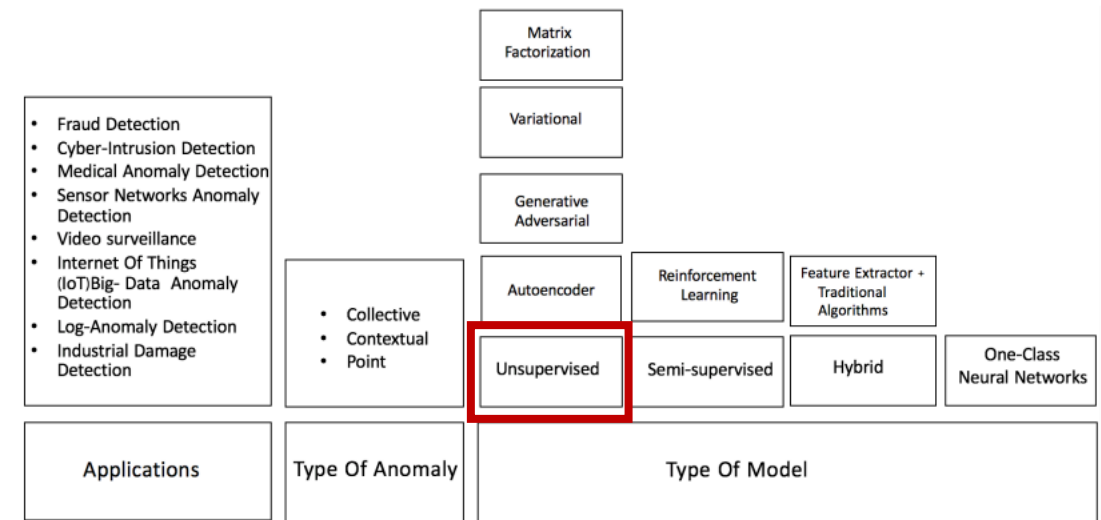 Matrix
Factorization
Variational
Generative
Adversarial
Autoencoder
Reinforcement
Learning
Feature Extractor +
Traditional
Algorithms
• Fraud Detection
• Cyber-Intrusion Detection
• Medical Anomaly Detection
• Sensor Networks Anomaly
Detection
• Video surveillance
• Internet Of Things
(IoT)Big- Data Anomaly
Detection
• Log-Anomaly Detection
• Industrial Damage
Detection
• Collective
• Contextual
• Point
Unsupervised
Semi-supervised
Hybrid
One-Class
Neural Networks
Applications
Type Of Anomaly
Type Of Model